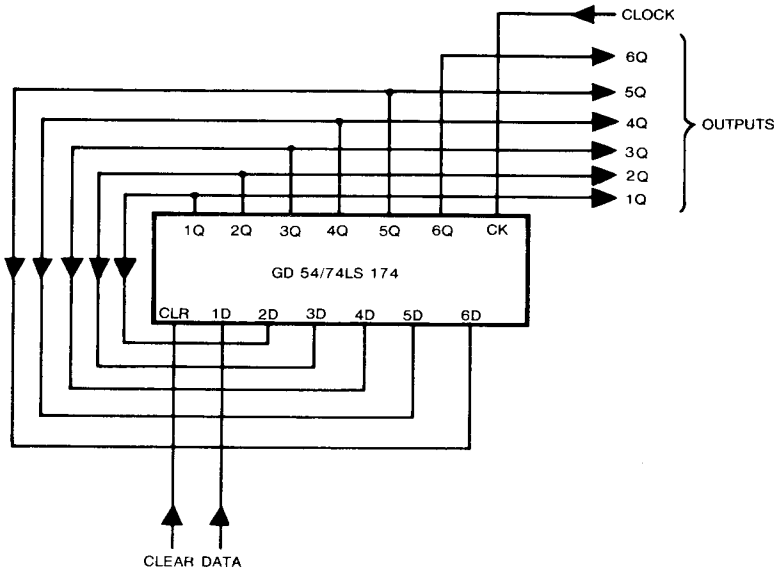 CLOCK
6Q
5Q
4Q
OUTPUTS
3Q
2Q
1Q
1Q 2Q 3Q 4Q 5Q 6Q CK
GD 54/74LS 174
CLR 1D 2D 3D 4D 5D 6D
CLEAR DATA